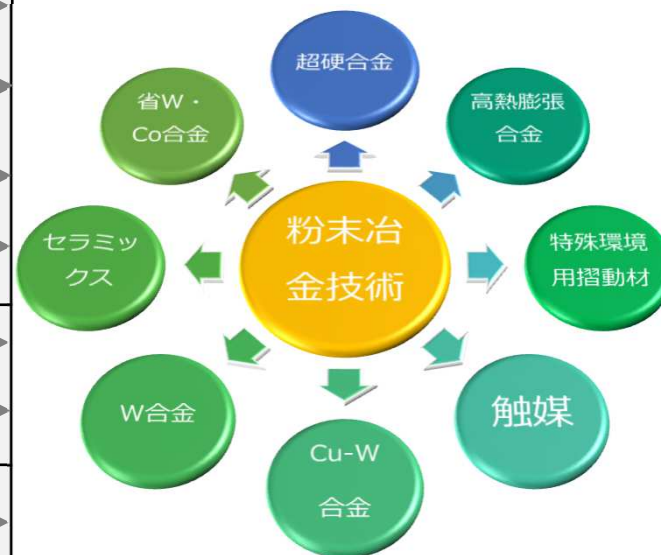 超硬合金
省W・
Co合金
高熱膨張
合金
粉末冶
金技術
セラミッ
クス
特殊環境
用摺動材
W合金
触媒
Cu-W
合金